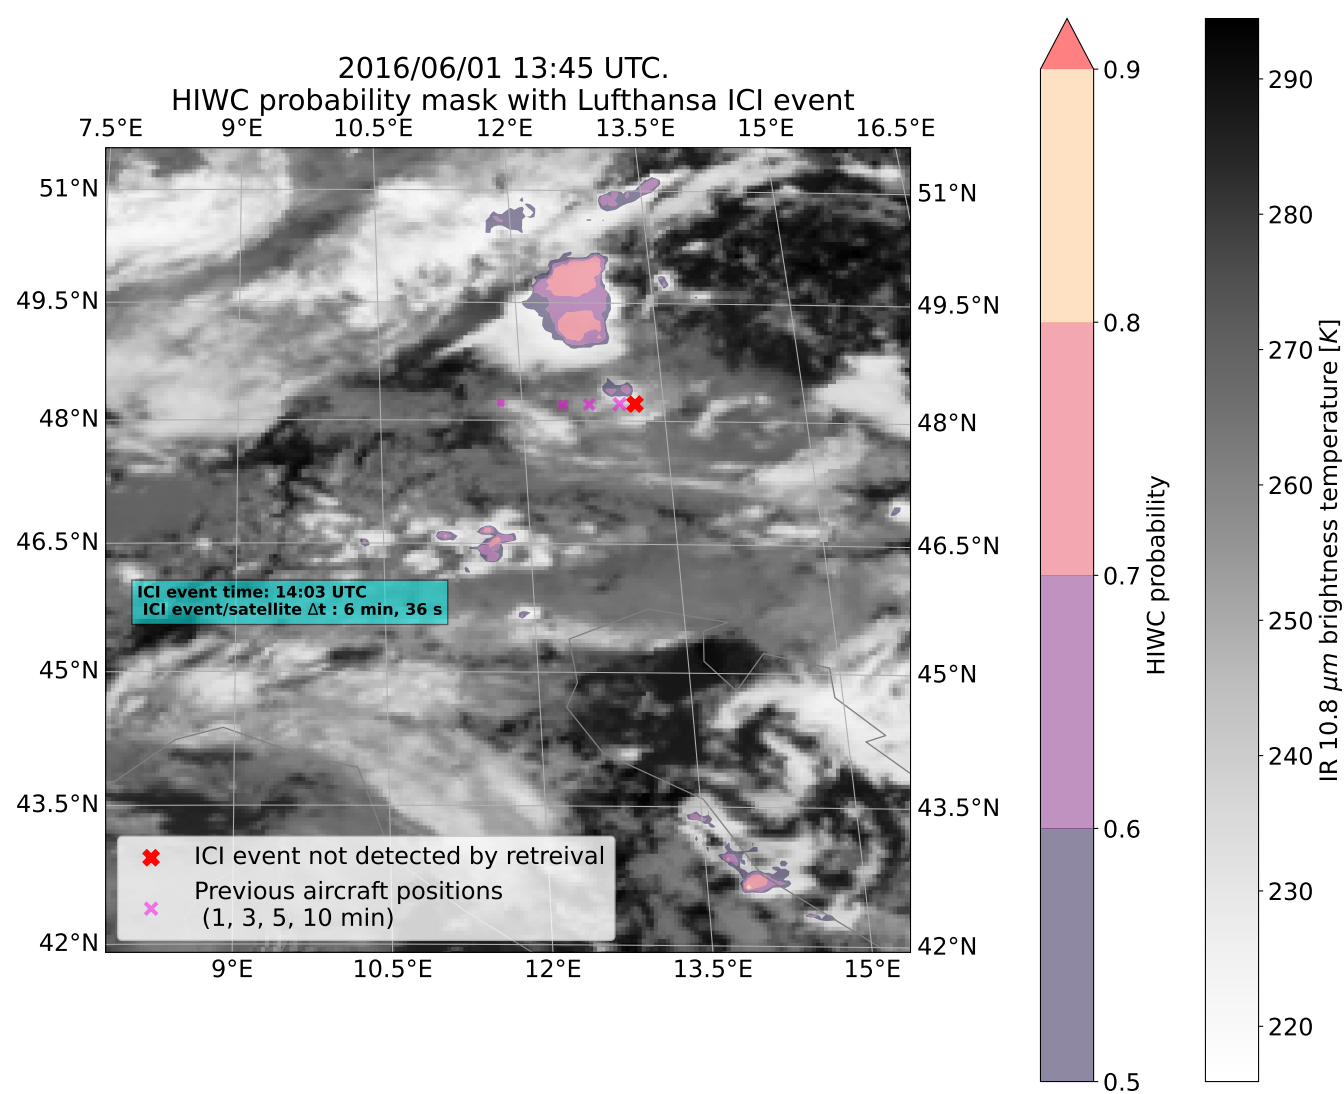 2016/06/01 13:45 UTC.
HIWC probability mask with Lufthansa ICI event
7.5°E 9°E 10.5°E 12°E 13.5°E 15°E 16.5°E
51°N
49.5°N
48°N
46.5°N
45°N
43.5°N
42°N
ICI event time: 14:03 UTC
ICI event/satellite Δt : 6 min, 36 s
ICI event not detected by retreival
Previous aircraft positions
(1, 3, 5, 10 min)
9°E 10.5°E 12°E 13.5°E 15°E
51°N
49.5°N
48°N
46.5°N
45°N
43.5°N
42°N
0.9
0.8
0.7
0.6
0.5
HIWC probability
290
280
270
260
250
240
230
220
IR 10.8 μm brightness temperature [K]